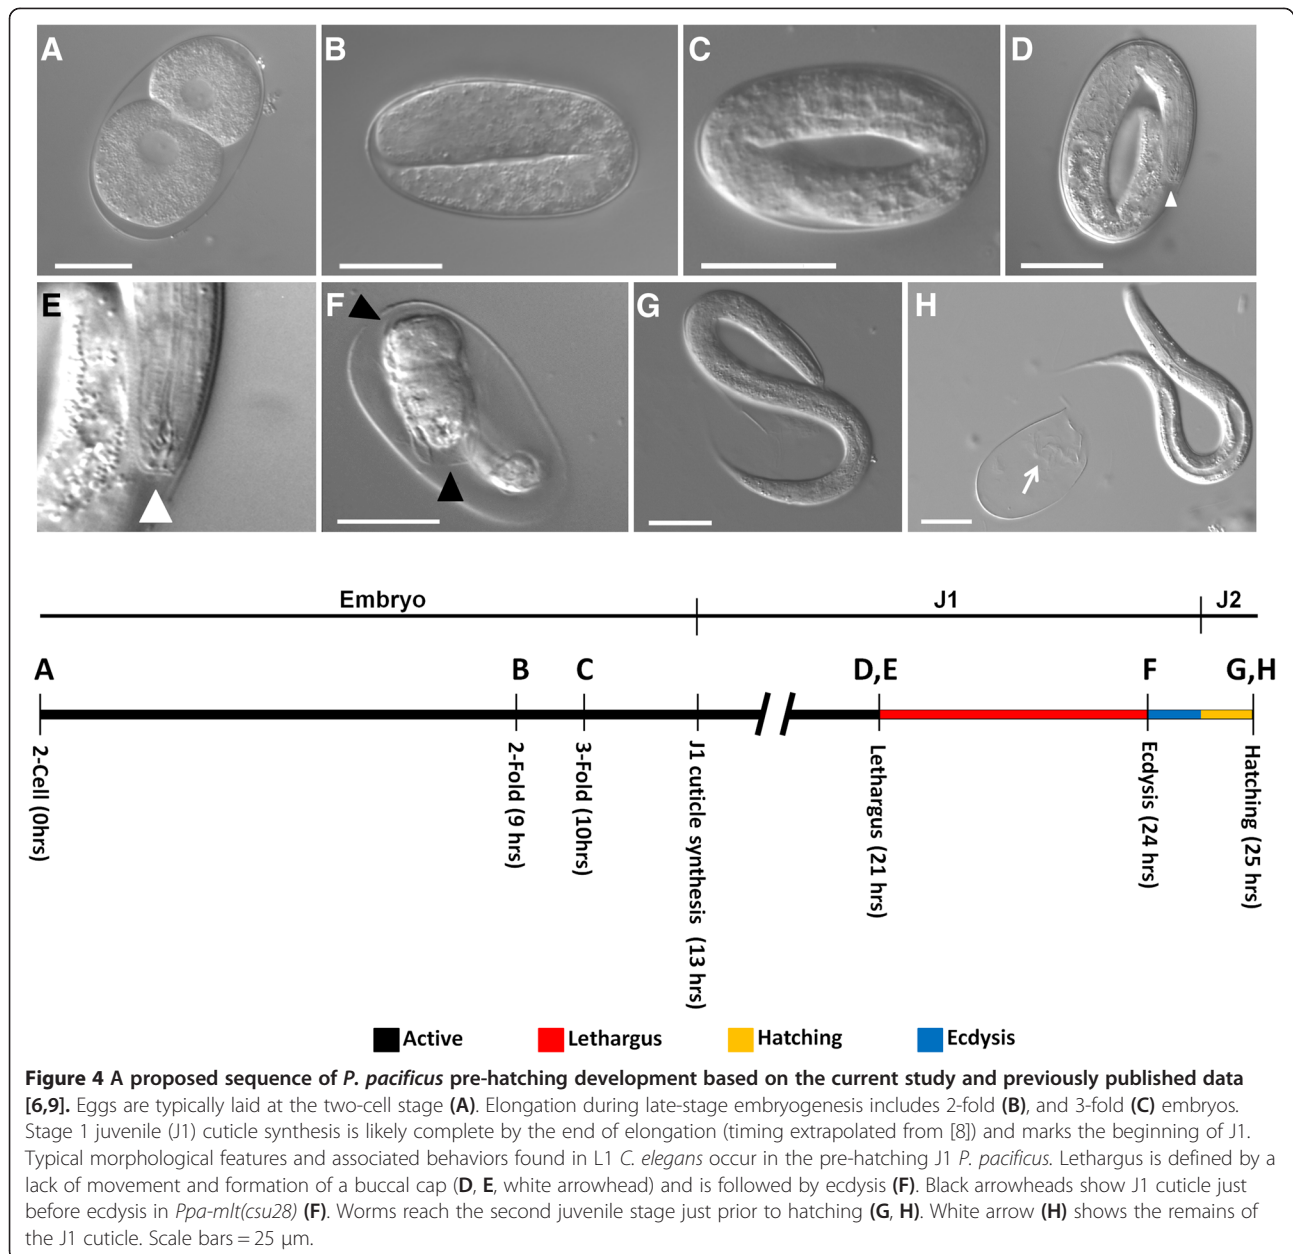 A B C D
E F G H
Embryo J1 J2
A B C D,E F G,H
2-Cell (0hrs)
2-Fold (9 hrs)
3-Fold (10hrs)
J1 cuticle synthesis (13 hrs)
Lethargus (21 hrs)
Ecdysis (24 hrs)
Hatching (25 hrs)
Active Lethargus Hatching Ecdysis
Figure 4 A proposed sequence of P. pacificus pre-hatching development based on the current study and previously published data
[6,9]. Eggs are typically laid at the two-cell stage (A). Elongation during late-stage embryogenesis includes 2-fold (B), and 3-fold (C) embryos.
Stage 1 juvenile (J1) cuticle synthesis is likely complete by the end of elongation (timing extrapolated from [8]) and marks the beginning of J1.
Typical morphological features and associated behaviors found in L1 C. elegans occur in the pre-hatching J1 P. pacificus. Lethargus is defined by a
lack of movement and formation of a buccal cap (D, E, white arrowhead) and is followed by ecdysis (F). Black arrowheads show J1 cuticle just
before ecdysis in Ppa-mlt(csu28) (F). Worms reach the second juvenile stage just prior to hatching (G, H). White arrow (H) shows the remains of
the J1 cuticle. Scale bars = 25 μm.